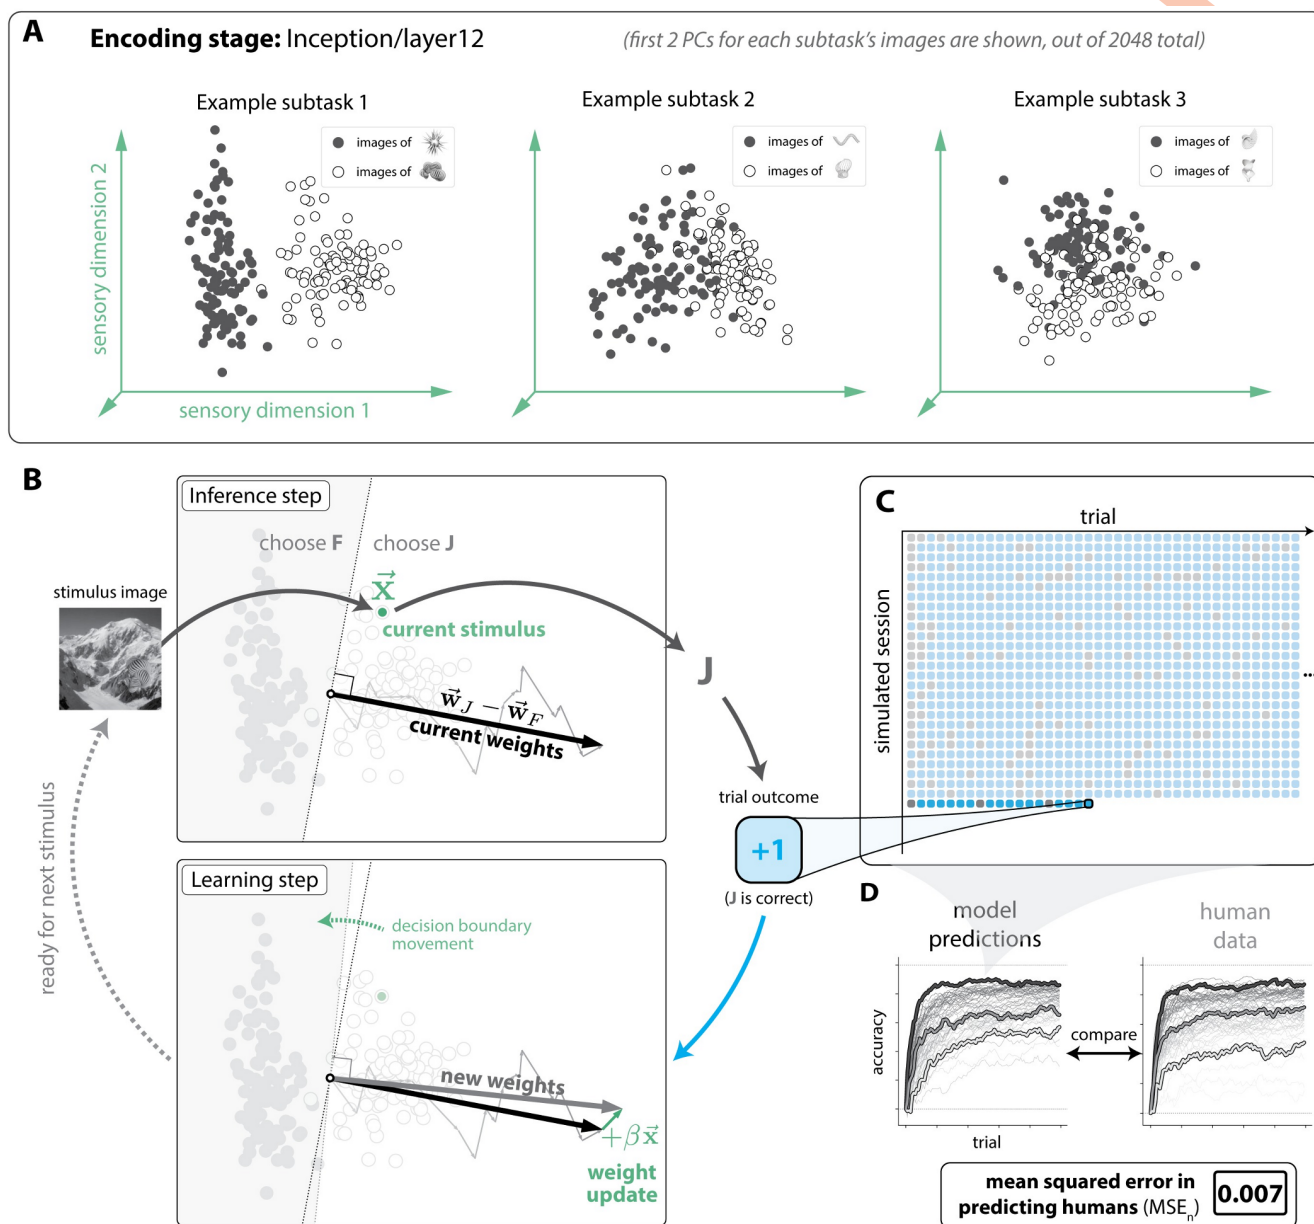 A
Encoding stage: Inception/layer12
(first 2 PCs for each subtask's images are shown, out of 2048 total)
Example subtask 1
Example subtask 2
Example subtask 3
images of
images of
images of
images of
images of
images of
sensory dimension 2
sensory dimension 1
B
Inference step
choose F
choose J
x⃗
current stimulus
stimulus image
w⃗_J − w⃗_F
current weights
J
trial outcome
+1
(J is correct)
ready for next stimulus
Learning step
decision boundary
movement
new weights
+βx⃗
weight
update
C
trial
simulated session
...
D
model
predictions
human
data
accuracy
compare
trial
mean squared error in
predicting humans (MSEₙ)
0.007